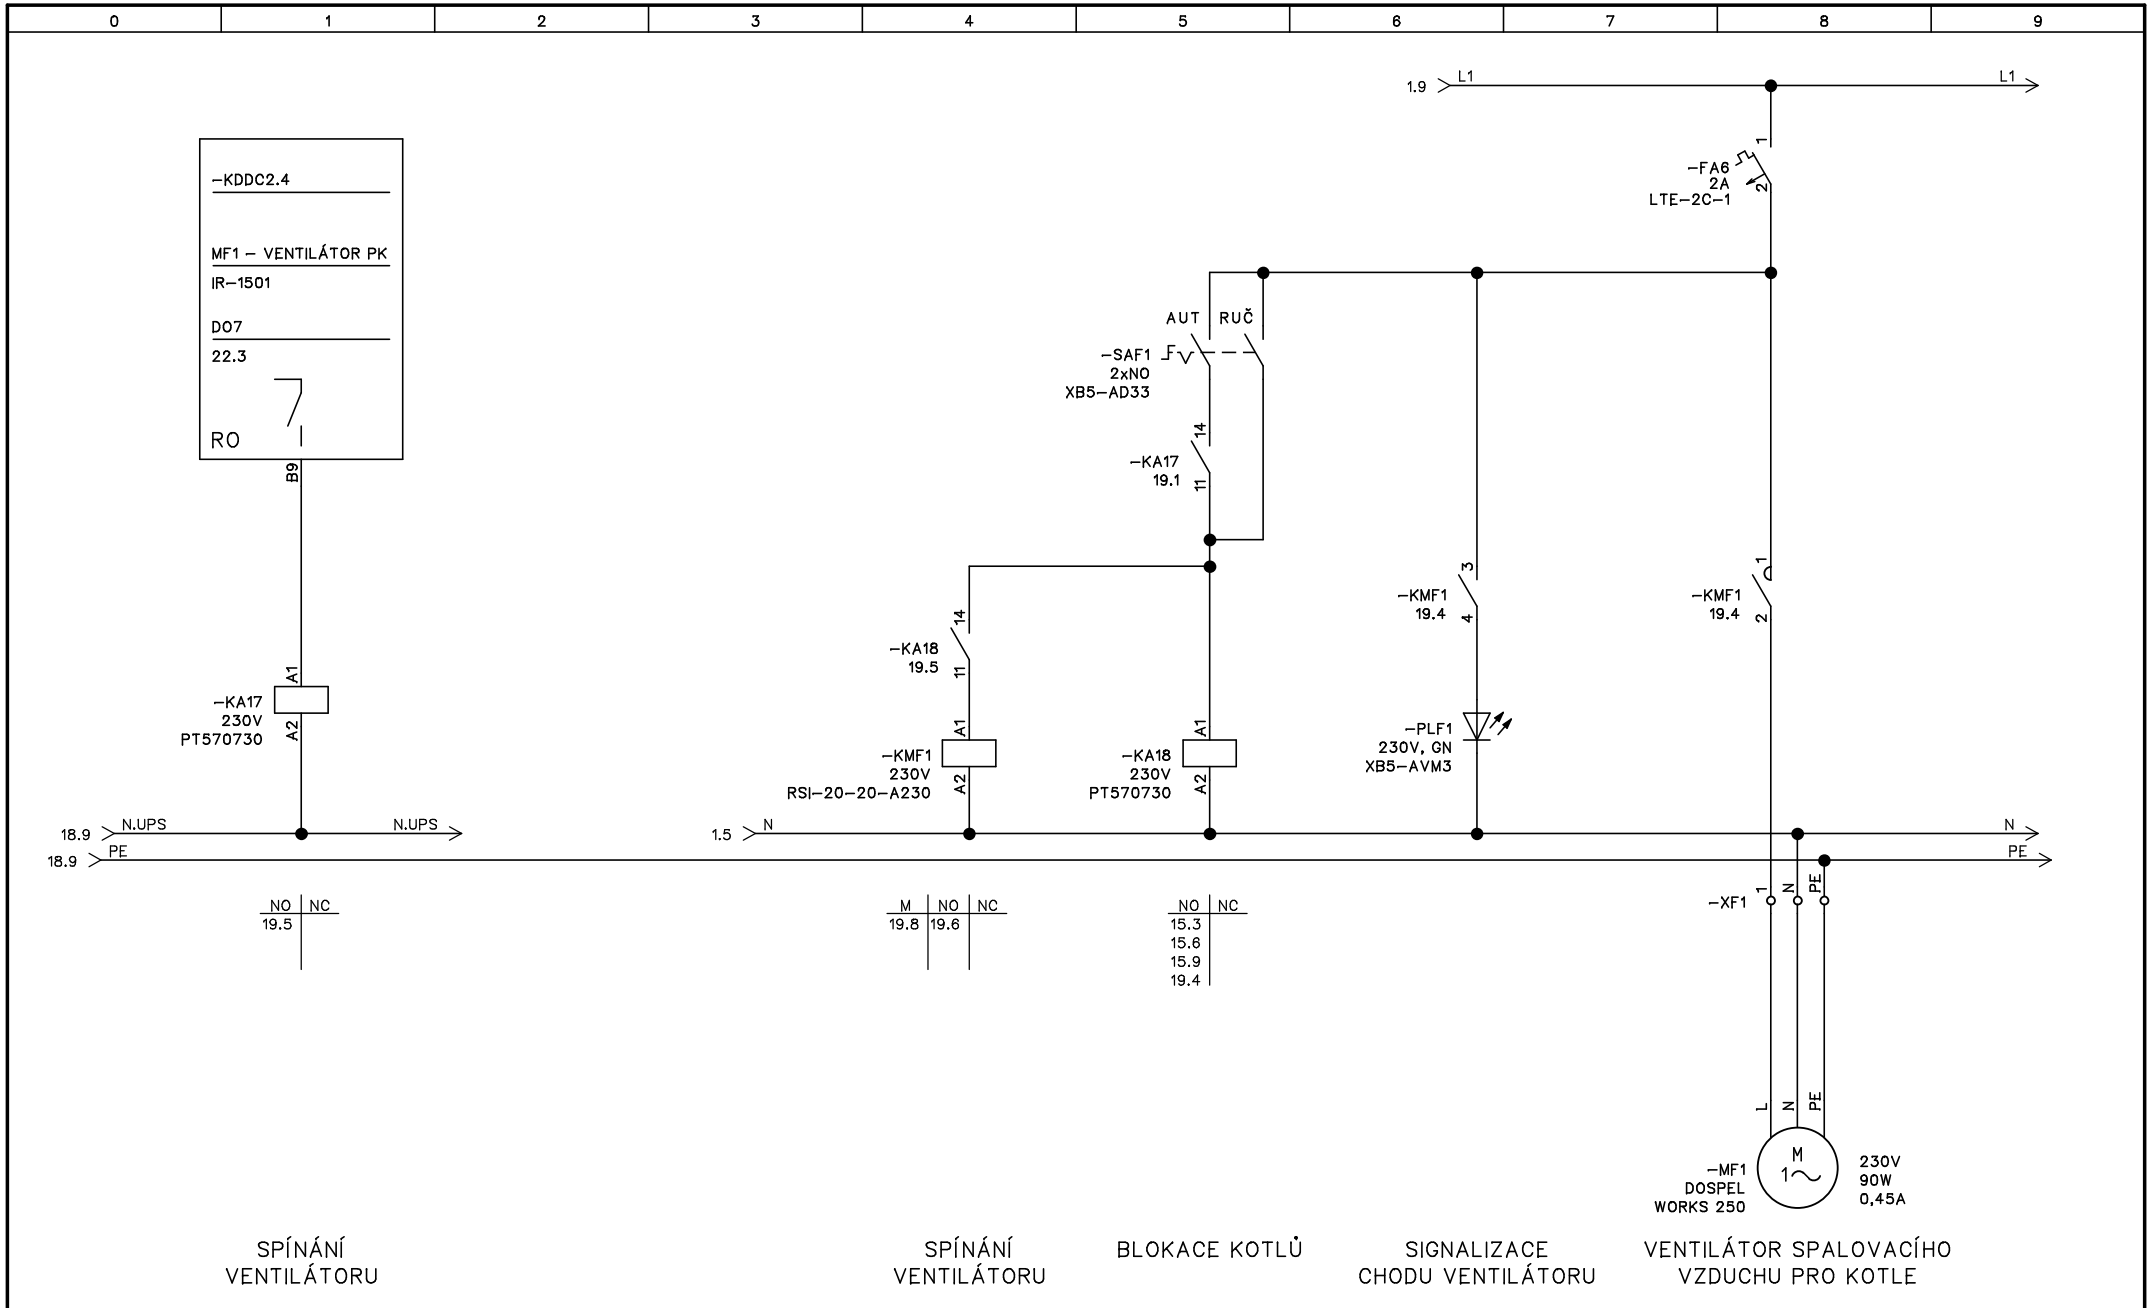 0 1 2 3 4 5 6 7 8 9
1.9 L1 L1
-KDDC2.4
MF1 - VENTILÁTOR PK
IR-1501
DO7
22.3
RO
B9
A1
-KA17
230V
PT570730
A2
18.9 N.UPS N.UPS
18.9 PE PE
NO NC
19.5
SPÍNÁNÍ
VENTILÁTORU
14
-KA18
19.5
11
A1
-KMF1
230V
RSI-20-20-A230
A2
1.5 N N
M NO NC
19.8 19.6
SPÍNÁNÍ
VENTILÁTORU
AUT RUČ
-SAF1
2xNO
XB5-AD33
14
-KA17
19.1
11
A1
-KA18
230V
PT570730
A2
NO NC
15.3
15.6
15.9
19.4
BLOKACE KOTLŮ
3
-KMF1
19.4
4
-PLF1
230V, GN
XB5-AVM3
SIGNALIZACE
CHODU VENTILÁTORU
1
-FA6
2A
LTE-2C-1
2
1
-KMF1
19.4
2
-XF1 1 N PE
L N PE
M
1
-MF1
DOSPEL
WORKS 250
230V
90W
0,45A
VENTILÁTOR SPALOVACÍHO
VZDUCHU PRO KOTLE